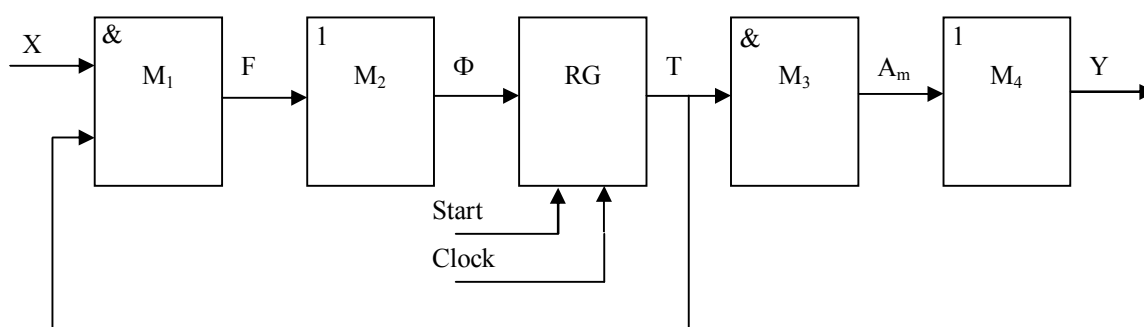 &
X
M₁
F
1
M₂
Φ
RG
T
&
M₃
Aₘ
1
M₄
Y
Start
Clock